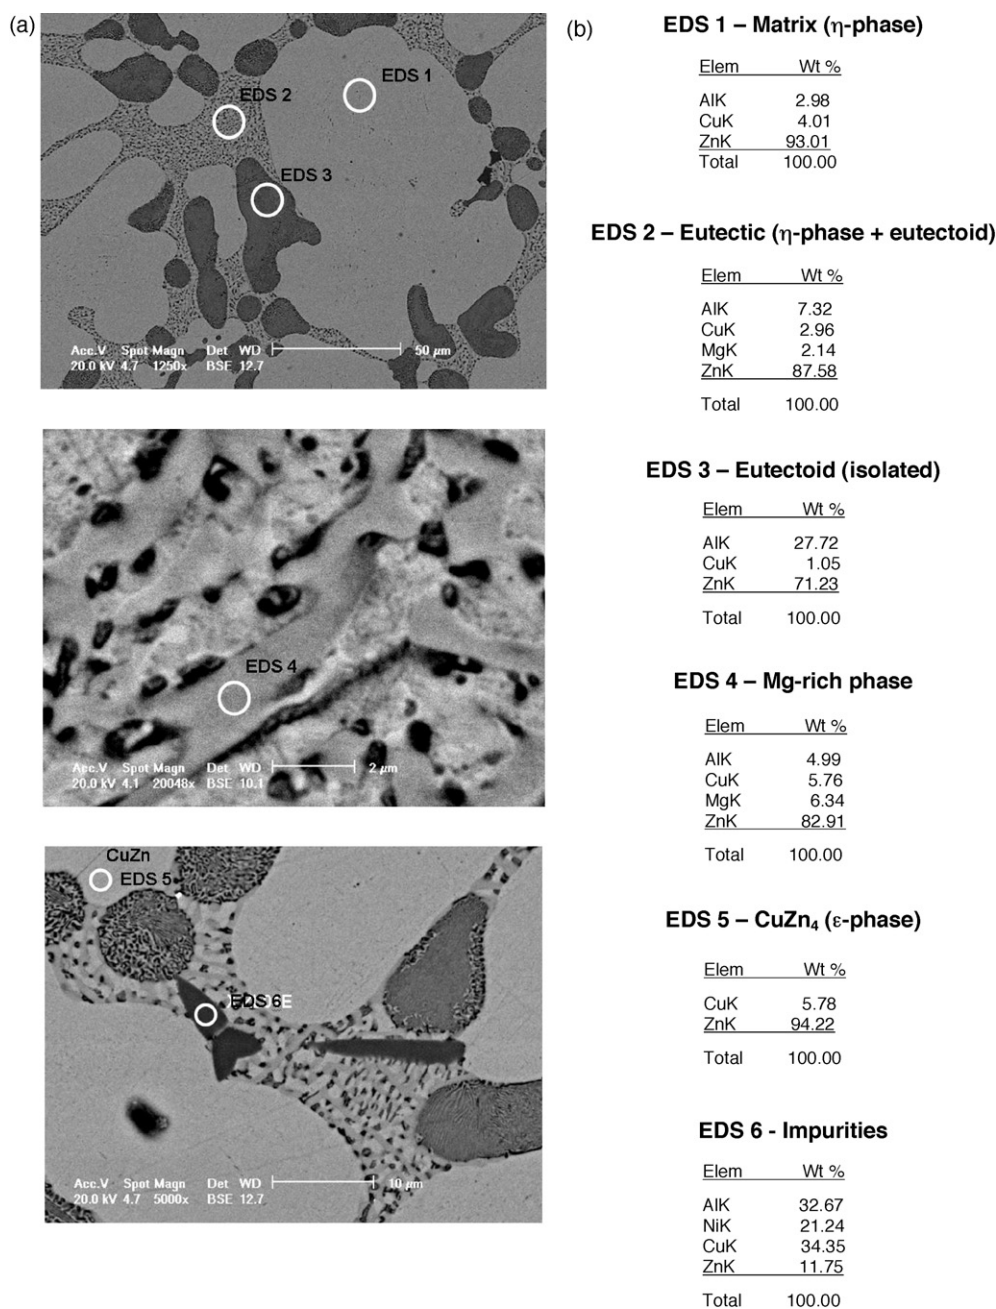 (a)
EDS 1
EDS 2
EDS 3
Acc.V Spot Magn Det WD 50 µm
20.0 kV 4.7 1250x BSE 12.7
EDS 4
Acc.V Spot Magn Det WD 2 µm
20.0 kV 4.1 20048x BSE 10.1
CuZn
EDS 5
EDS 6 E
Acc.V Spot Magn Det WD 10 µm
20.0 kV 4.7 5000x BSE 12.7
(b)
EDS 1 – Matrix (η-phase)
Elem Wt %
AlK 2.98
CuK 4.01
ZnK 93.01
Total 100.00
EDS 2 – Eutectic (η-phase + eutectoid)
Elem Wt %
AlK 7.32
CuK 2.96
MgK 2.14
ZnK 87.58
Total 100.00
EDS 3 – Eutectoid (isolated)
Elem Wt %
AlK 27.72
CuK 1.05
ZnK 71.23
Total 100.00
EDS 4 – Mg-rich phase
Elem Wt %
AlK 4.99
CuK 5.76
MgK 6.34
ZnK 82.91
Total 100.00
EDS 5 – CuZn₄ (ε-phase)
Elem Wt %
CuK 5.78
ZnK 94.22
Total 100.00
EDS 6 - Impurities
Elem Wt %
AlK 32.67
NiK 21.24
CuK 34.35
ZnK 11.75
Total 100.00